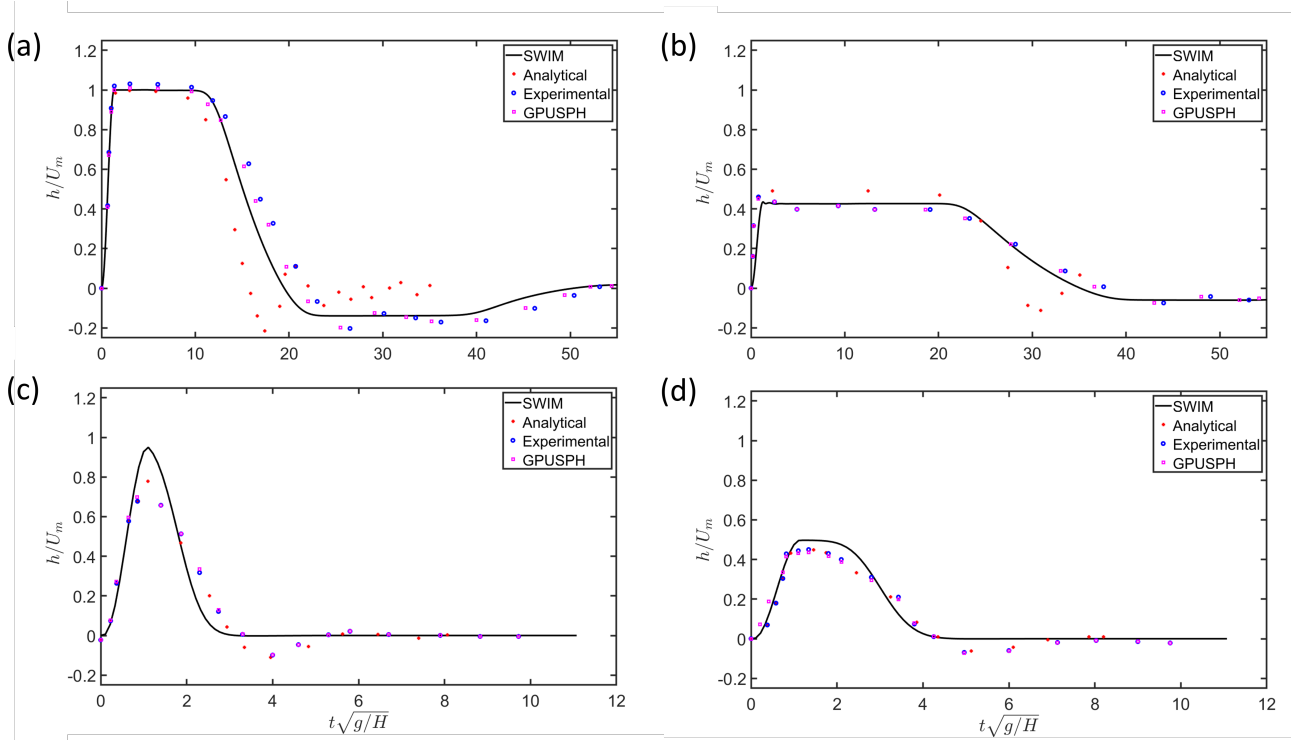 (a)
1.2
1
0.8
0.6
0.4
0.2
0
-0.2
h/U_m
0 10 20 30 40 50
SWIM
Analytical
Experimental
GPUSPH
(b)
1.2
1
0.8
0.6
0.4
0.2
0
-0.2
h/U_m
0 10 20 30 40 50
SWIM
Analytical
Experimental
GPUSPH
(c)
1.2
1
0.8
0.6
0.4
0.2
0
-0.2
h/U_m
0 2 4 6 8 10 12
t√g/H
SWIM
Analytical
Experimental
GPUSPH
(d)
1.2
1
0.8
0.6
0.4
0.2
0
-0.2
h/U_m
0 2 4 6 8 10 12
t√g/H
SWIM
Analytical
Experimental
GPUSPH